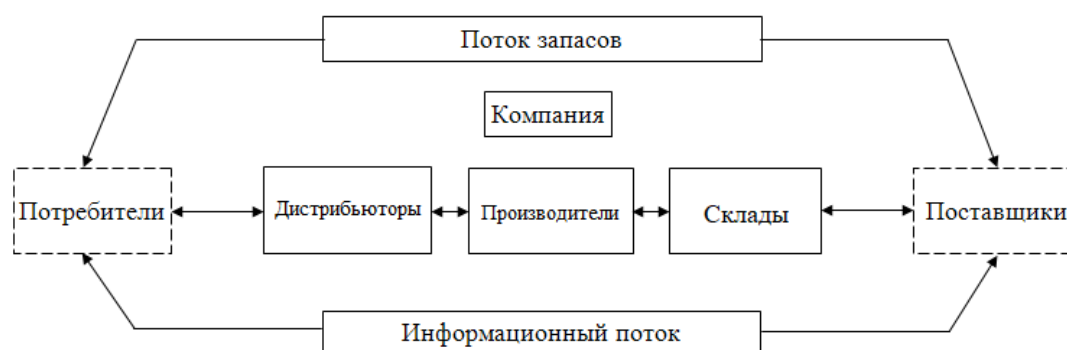 Поток запасов
Компания
Потребители
Дистрибьюторы
Производители
Склады
Поставщики
Информационный поток